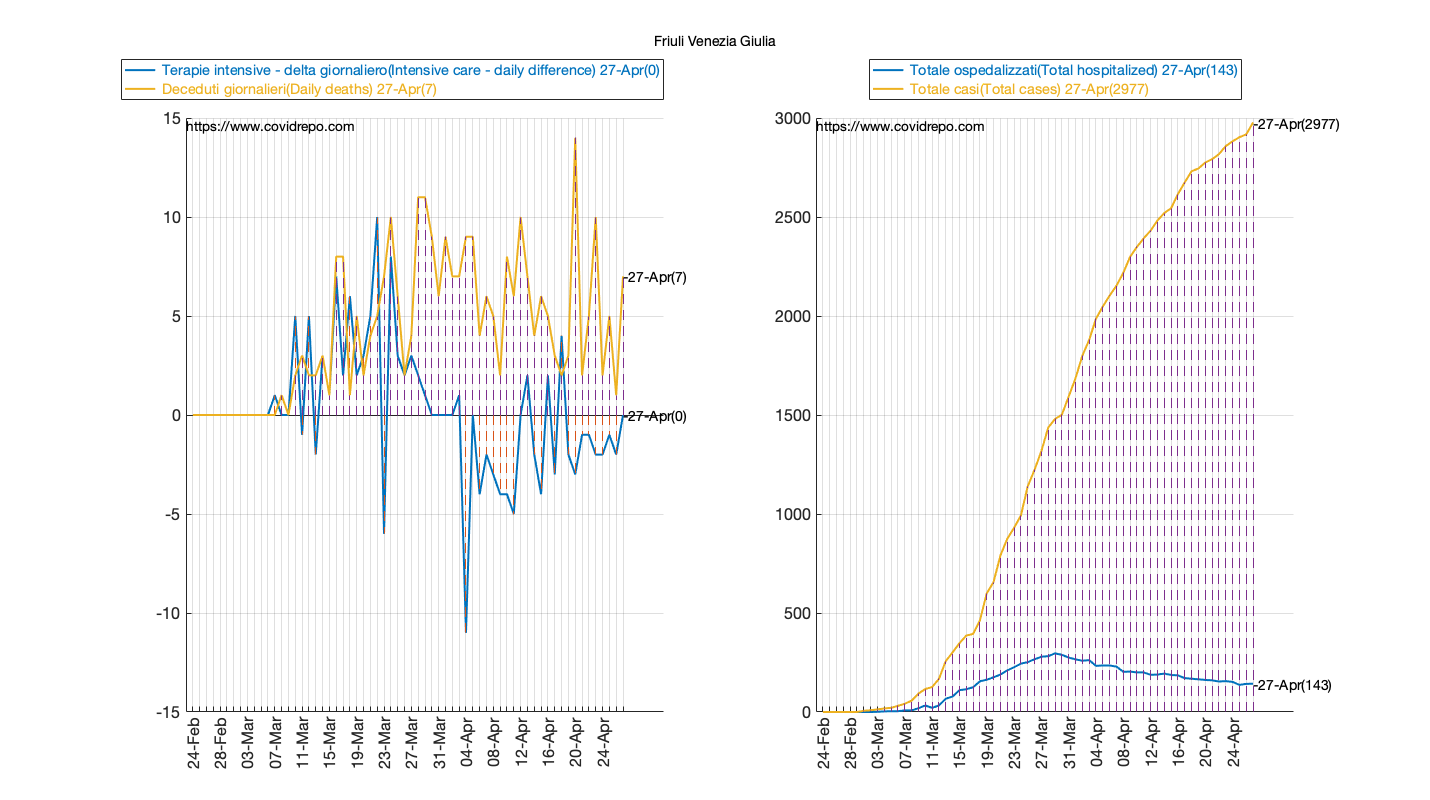 Friuli Venezia Giulia
Terapie intensive - delta giornaliero(Intensive care - daily difference) 27-Apr(0)
Deceduti giornalieri(Daily deaths) 27-Apr(7)
15
https://www.covidrepo.com
10
-27-Apr(7)
5
0
-27-Apr(0)
-5
-10
-15
24-Feb
28-Feb
03-Mar
07-Mar
11-Mar
15-Mar
19-Mar
23-Mar
27-Mar
31-Mar
04-Apr
08-Apr
12-Apr
16-Apr
20-Apr
24-Apr
Totale ospedalizzati(Total hospitalized) 27-Apr(143)
Totale casi(Total cases) 27-Apr(2977)
3000
https://www.covidrepo.com
-27-Apr(2977)
2500
2000
1500
1000
500
-27-Apr(143)
0
24-Feb
28-Feb
03-Mar
07-Mar
11-Mar
15-Mar
19-Mar
23-Mar
27-Mar
31-Mar
04-Apr
08-Apr
12-Apr
16-Apr
20-Apr
24-Apr